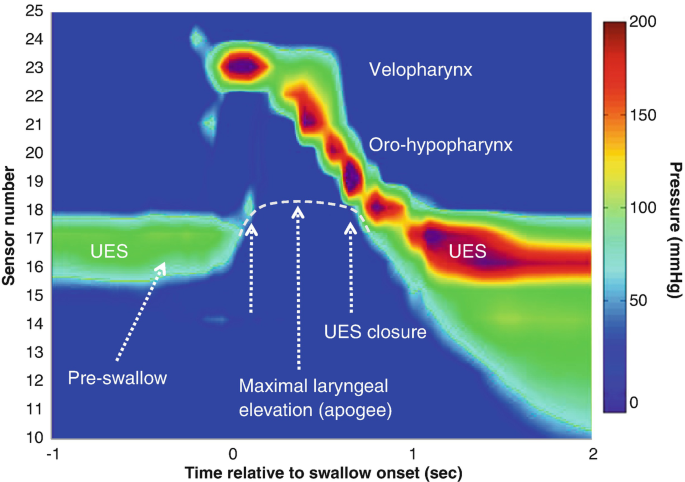 25
24
23
22
21
20
19
18
17
16
15
14
13
12
11
10
Sensor number
Velopharynx
Oro-hypopharynx
UES
UES
Pre-swallow
UES closure
Maximal laryngeal
elevation (apogee)
-1
0
1
2
Time relative to swallow onset (sec)
200
150
100
50
0
Pressure (mmHg)